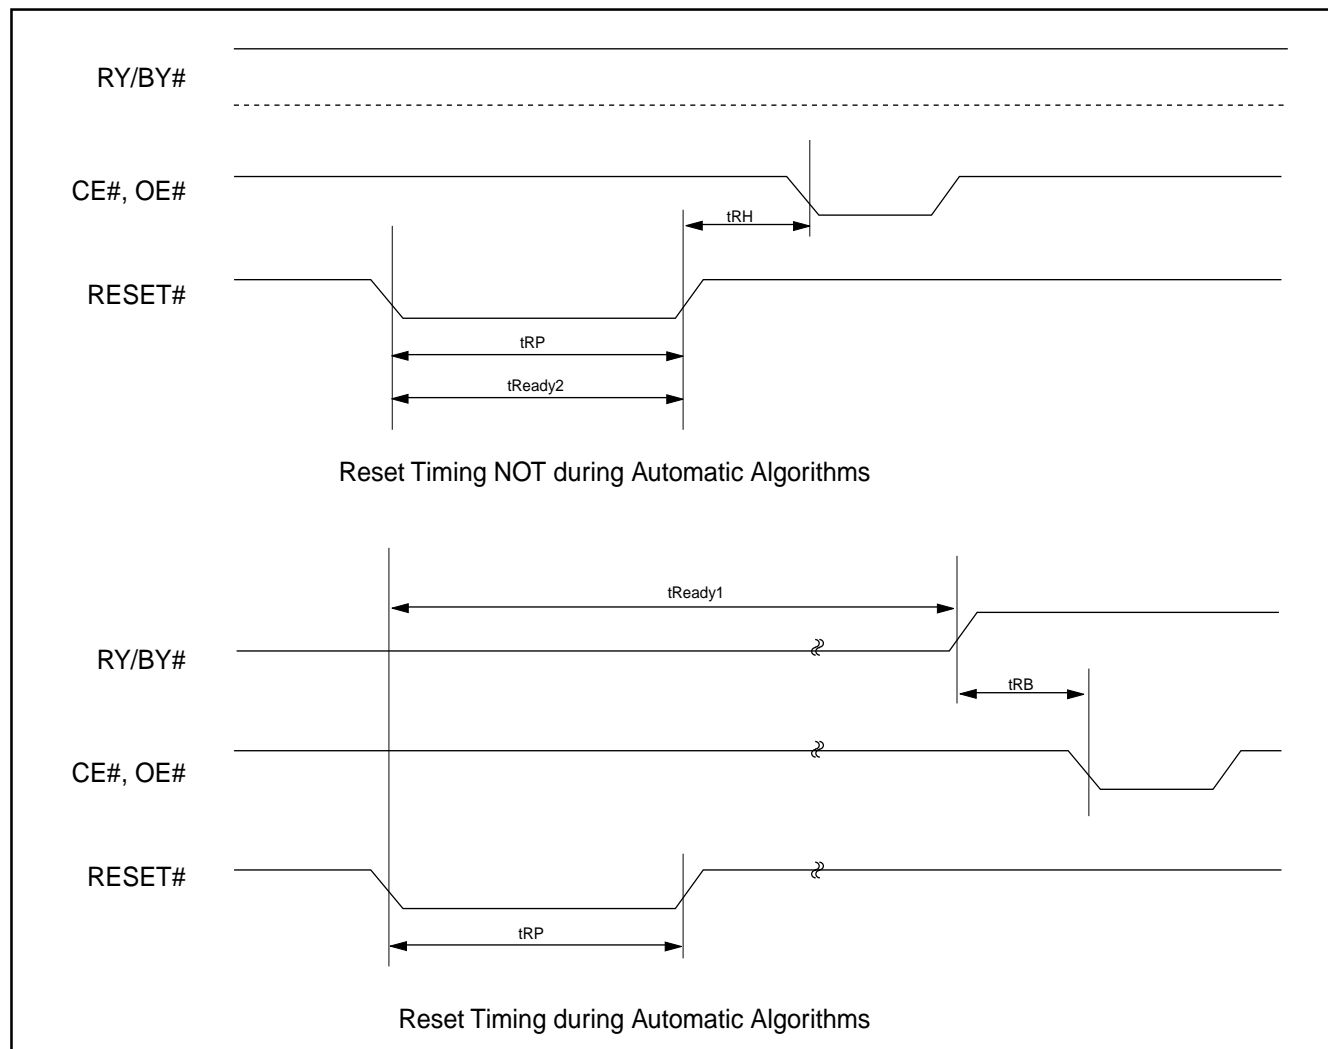 RY/BY#
CE#, OE#
tRH
RESET#
tRP
tReady2
Reset Timing NOT during Automatic Algorithms
tReady1
RY/BY#
tRB
CE#, OE#
RESET#
tRP
Reset Timing during Automatic Algorithms